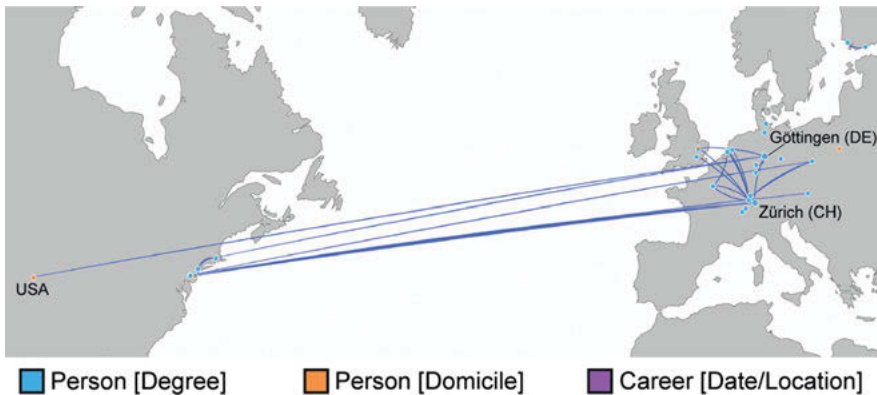 Göttingen (DE)
Zürich (CH)
USA
Person [Degree]
Person [Domicile]
Career [Date/Location]